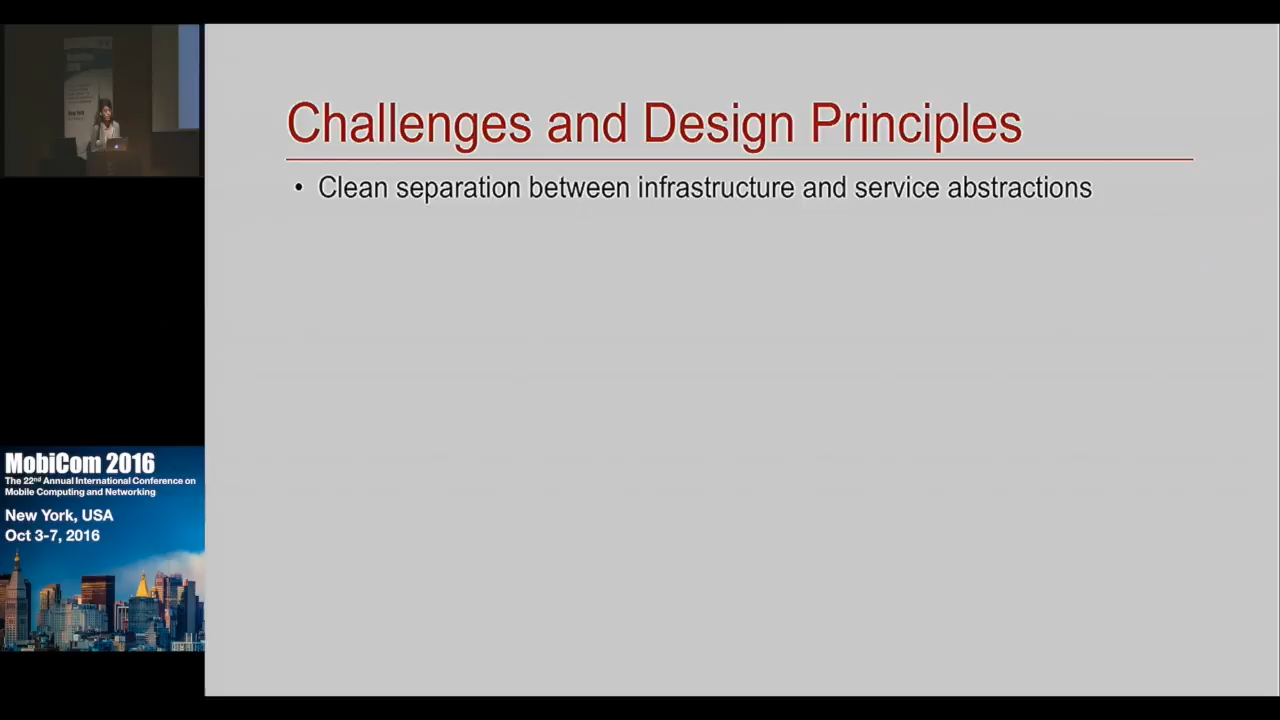 Challenges and Design Principles
• Clean separation between infrastructure and service abstractions
MobiCom 2016
The 22nd Annual International Conference on
Mobile Computing and Networking
New York, USA
Oct 3-7, 2016